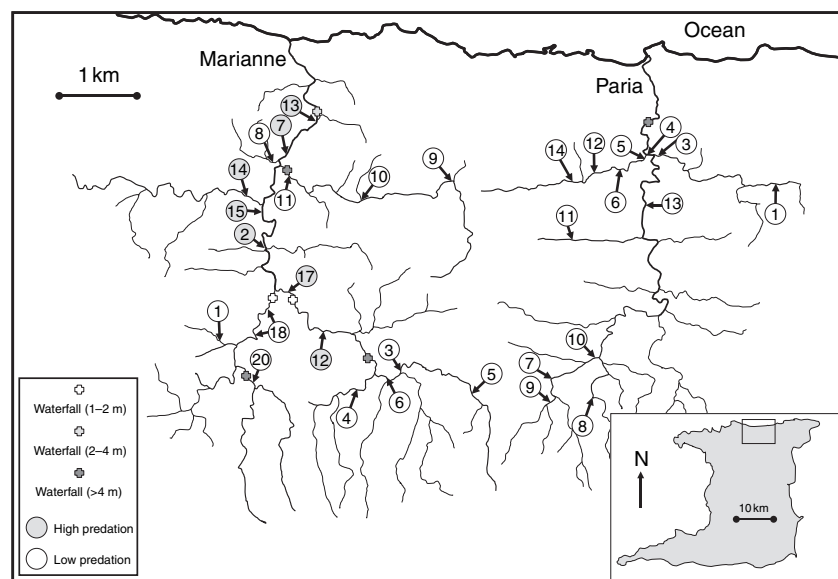 Ocean
Marianne
Paria
1 km
13
7
8
4
5
3
12
14
9
10
11
14
6
1
15
13
2
11
17
1
18
12
3
10
20
5
7
4
6
9
8
Waterfall (1–2 m)
Waterfall (2–4 m)
Waterfall (>4 m)
High predation
Low predation
N
10 km